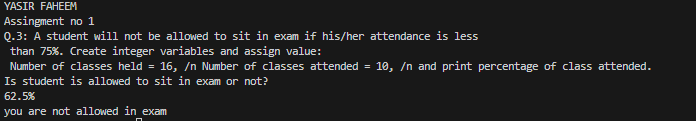 YASIR FAHEEM
Assingment no 1
Q.3: A student will not be allowed to sit in exam if his/her attendance is less
than 75%. Create integer variables and assign value:
Number of classes held = 16, /n Number of classes attended = 10, /n and print percentage of class attended.
Is student is allowed to sit in exam or not?
62.5%
you are not allowed in exam